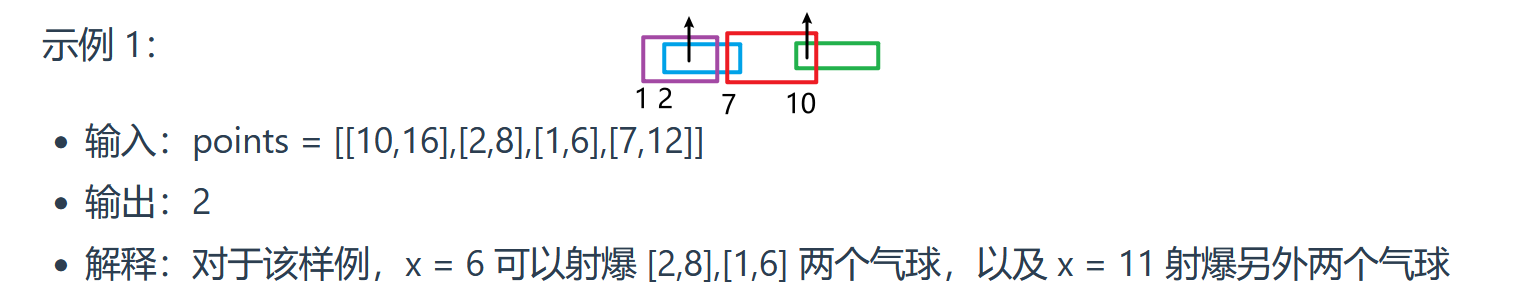 示例 1：
1 2 7 10
输入：points = [[10,16],[2,8],[1,6],[7,12]]
输出：2
解释：对于该样例，x = 6 可以射爆 [2,8],[1,6] 两个气球，以及 x = 11 射爆另外两个气球